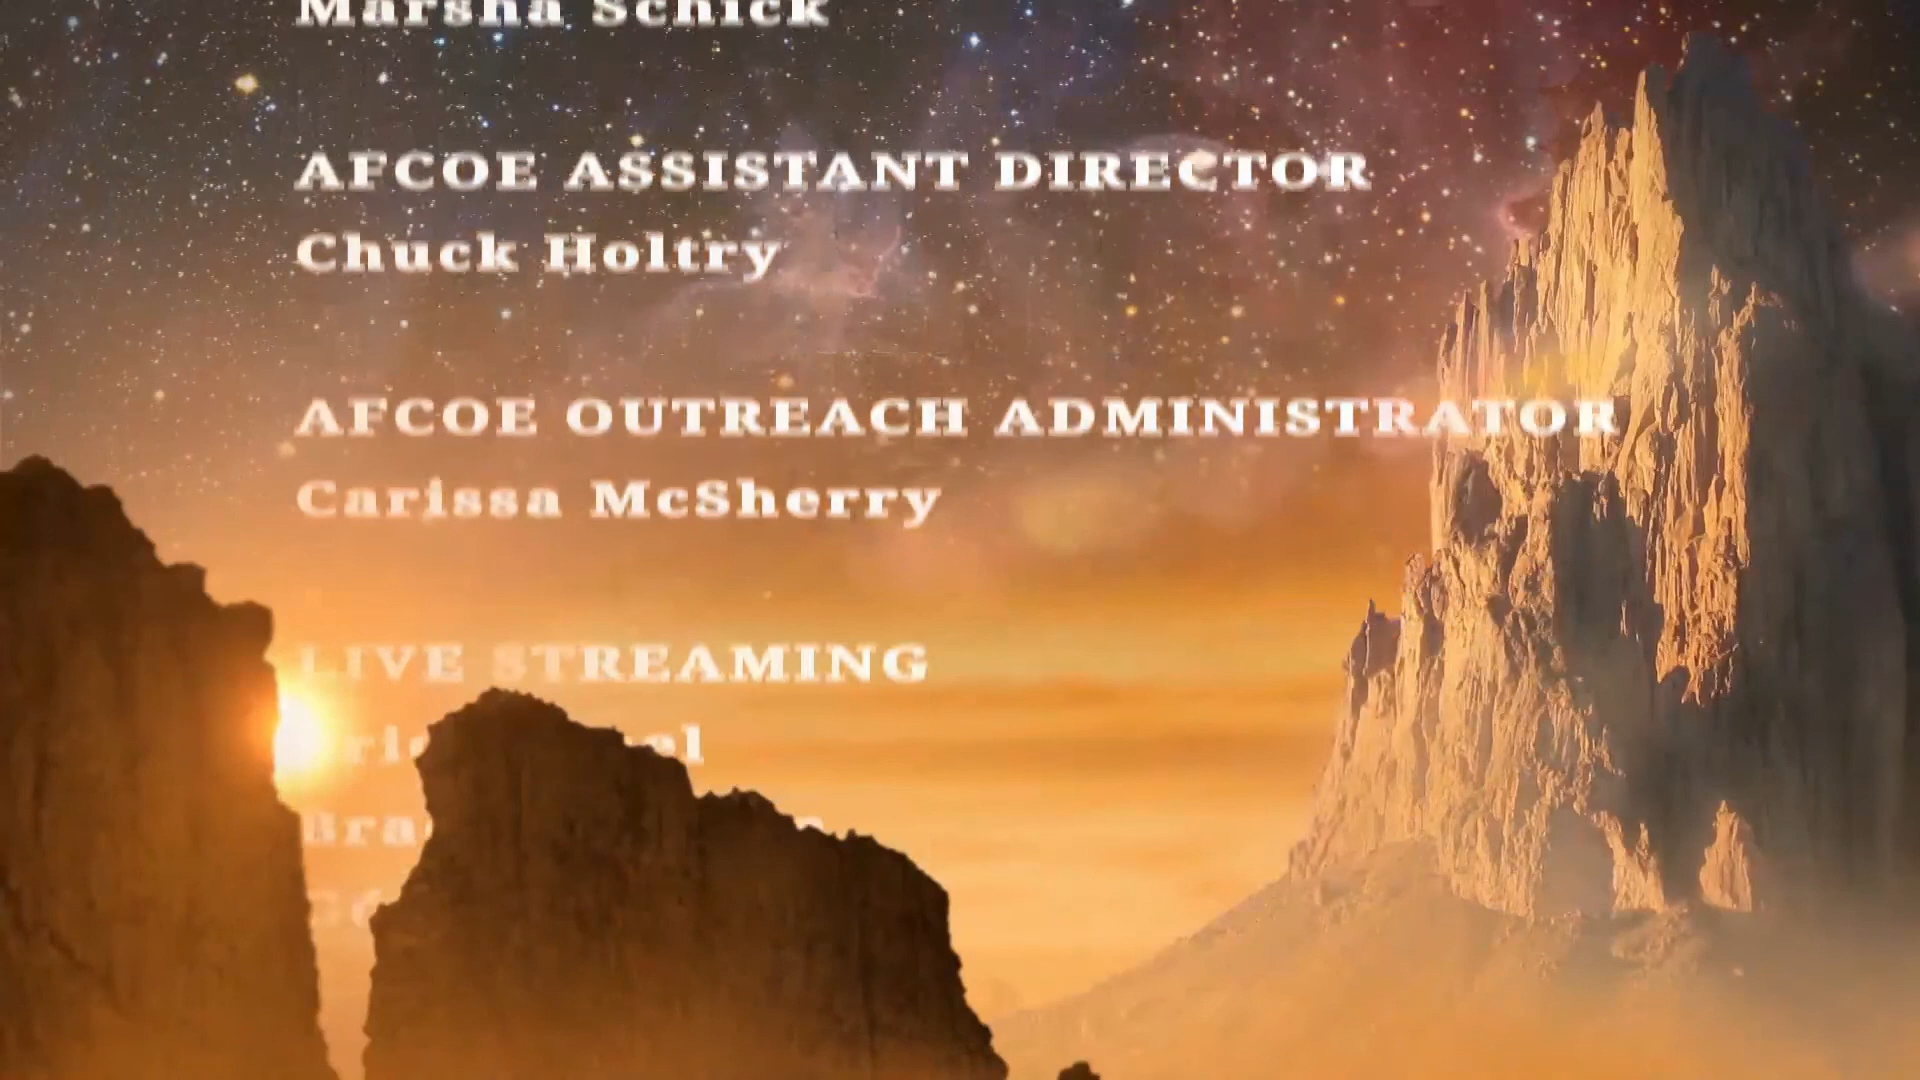 Marsha Schick
AFCOE ASSISTANT DIRECTOR
Chuck Holtry
AFCOE OUTREACH ADMINISTRATOR
Carissa McSherry
LIVE STREAMING